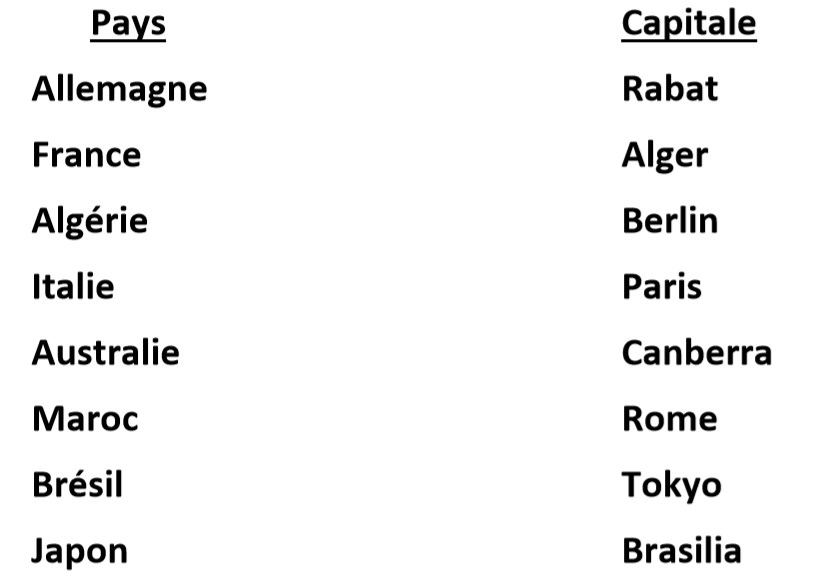 Pays Capitale
Allemagne Rabat
France Alger
Algérie Berlin
Italie Paris
Australie Canberra
Maroc Rome
Brésil Tokyo
Japon Brasilia